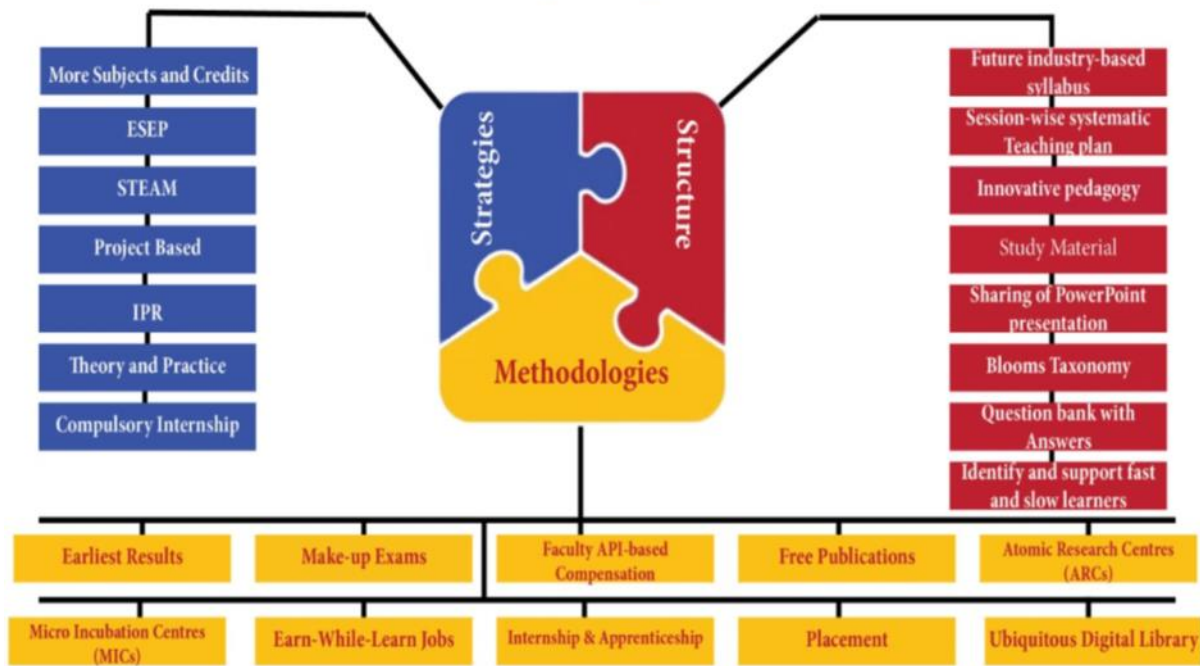 More Subjects and Credits
ESEP
STEAM
Project Based
IPR
Theory and Practice
Compulsory Internship
Strategies
Structure
Methodologies
Future industry-based
syllabus
Session-wise systematic
Teaching plan
Innovative pedagogy
Study Material
Sharing of PowerPoint
presentation
Blooms Taxonomy
Question bank with
Answers
Identify and support fast
and slow learners
Earliest Results
Make-up Exams
Faculty API-based
Compensation
Free Publications
Atomic Research Centres
(ARCs)
Micro Incubation Centres
(MICs)
Earn-While-Learn Jobs
Internship & Apprenticeship
Placement
Ubiquitous Digital Library